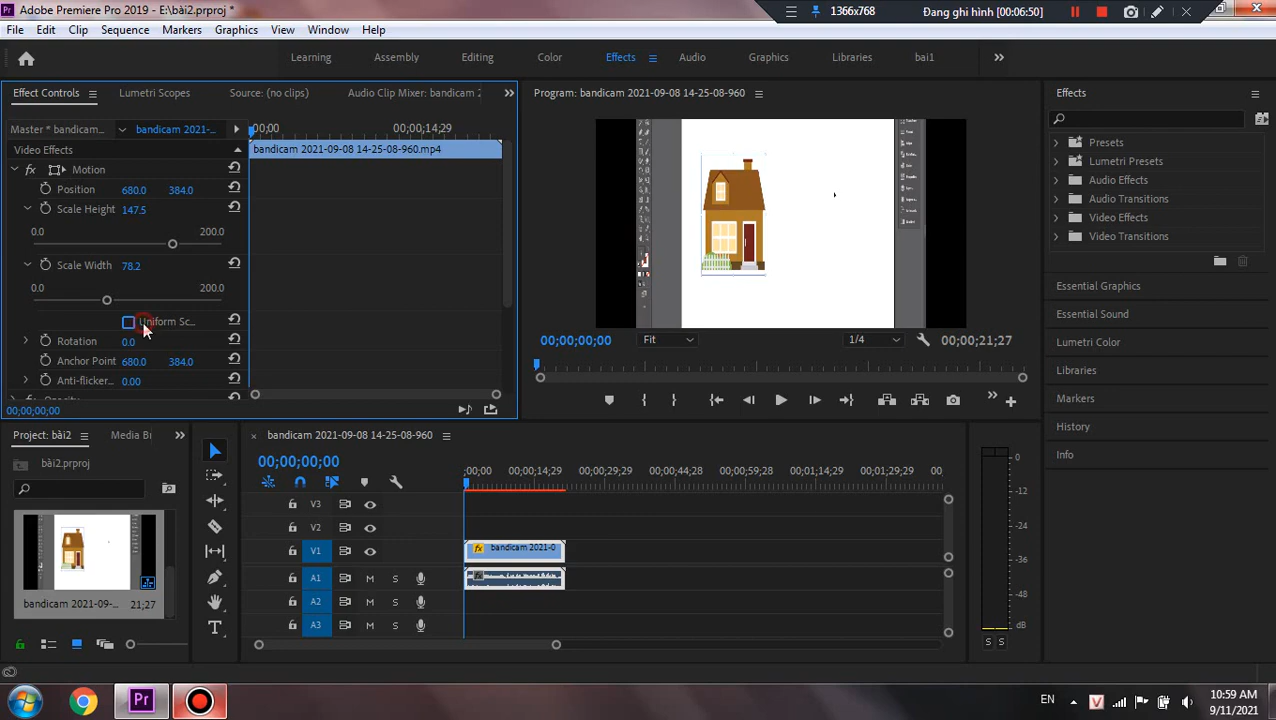 Adobe Premiere Pro 2019 - E:\bài2.prproj *
1366x768
Đang ghi hình [00:06:50]
File Edit Clip Sequence Markers Graphics View Window Help
Learning Assembly Editing Color Effects Audio Graphics Libraries bai1
Effect Controls
Lumetri Scopes
Source: (no clips)
Audio Clip Mixer: bandicam 2
Program: bandicam 2021-09-08 14-25-08-960
Effects
Master * bandicam...
bandicam 2021-...
;00;00
00;00;14;29
Video Effects
bandicam 2021-09-08 14-25-08-960.mp4
Motion
Position 680.0 384.0
Scale Height 147.5
0.0 200.0
Scale Width 78.2
0.0 200.0
Uniform Sc...
Rotation 0.0
Anchor Point 680.0 384.0
Anti-flicker... 0.00
00;00;00;00
00;00;00;00
Fit
1/4
00;00;21;27
Presets
Lumetri Presets
Audio Effects
Audio Transitions
Video Effects
Video Transitions
Essential Graphics
Essential Sound
Lumetri Color
Libraries
Markers
History
Info
Project: bài2
Media Bi
bài2.prproj
bandicam 2021-09-... 21;27
bandicam 2021-09-08 14-25-08-960
00;00;00;00
;00;00 00;00;14;29 00;00;29;29 00;00;44;28 00;00;59;28 00;01;14;29 00;01;29;29 00
V3
V2
V1
bandicam 2021-0
A1 M S
A2 M S
A3 M S
0
-12
-24
-36
-48
dB
S S
EN
10:59 AM
9/11/2021